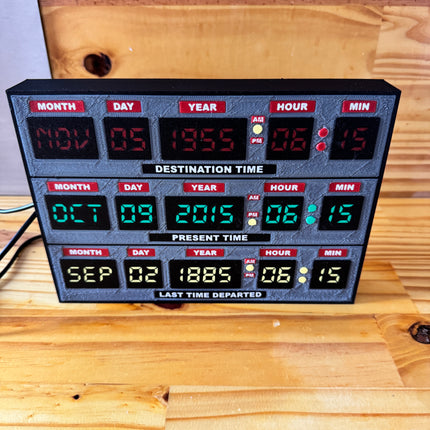 MONTH DAY YEAR HOUR MIN
NOV 05 1955 AM PM 06 15
DESTINATION TIME
MONTH DAY YEAR HOUR MIN
OCT 09 2015 AM PM 06 15
PRESENT TIME
MONTH DAY YEAR HOUR MIN
SEP 02 1885 AM PM 06 15
LAST TIME DEPARTED